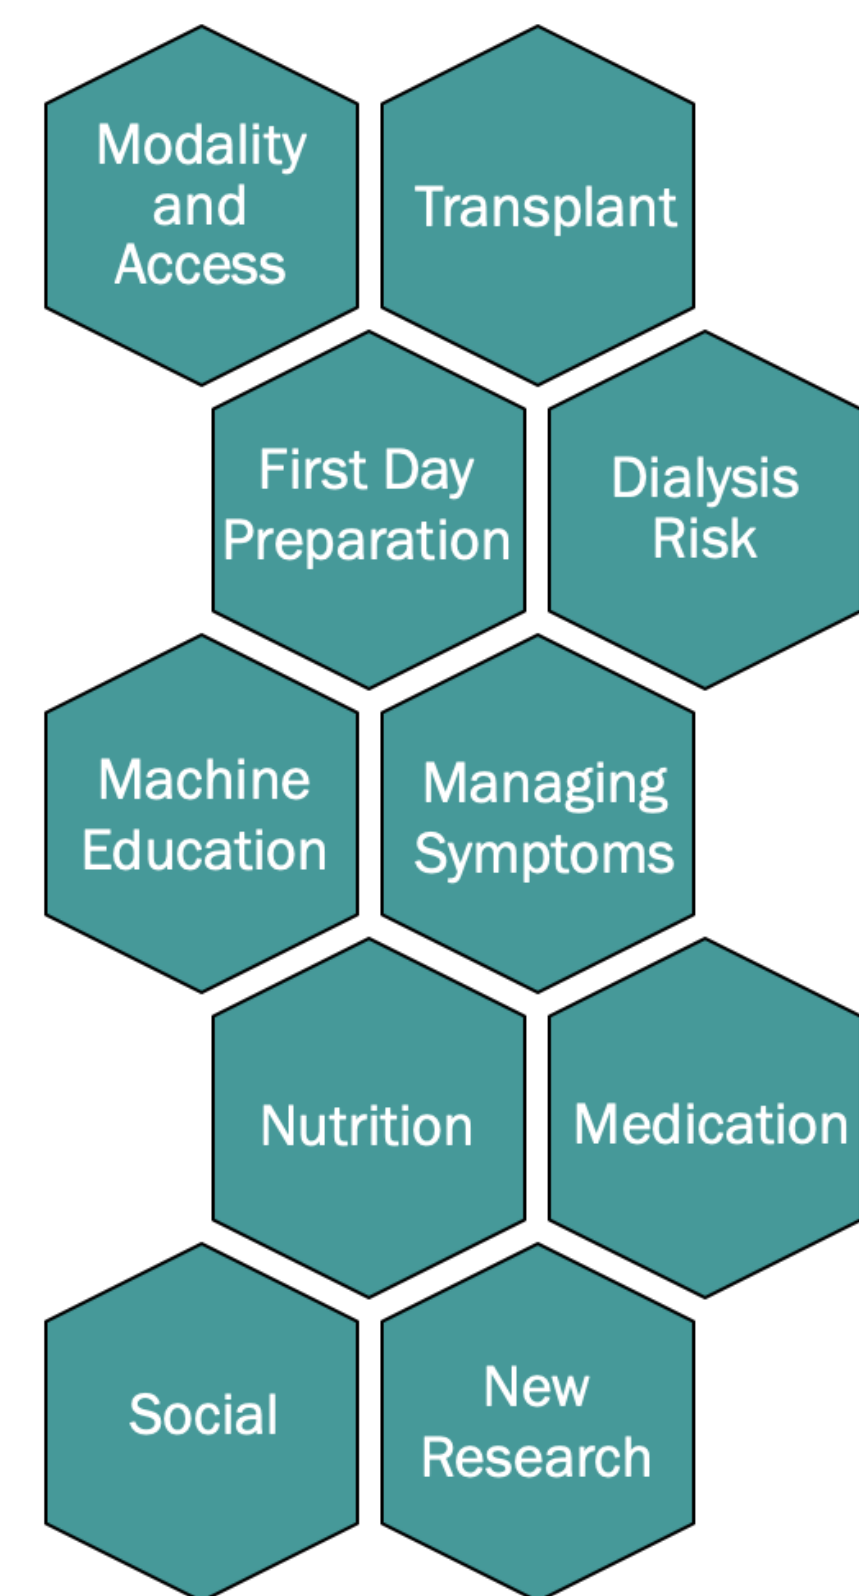 Modality
and
Access
Transplant
First Day
Preparation
Dialysis
Risk
Machine
Education
Managing
Symptoms
Nutrition
Medication
Social
New
Research